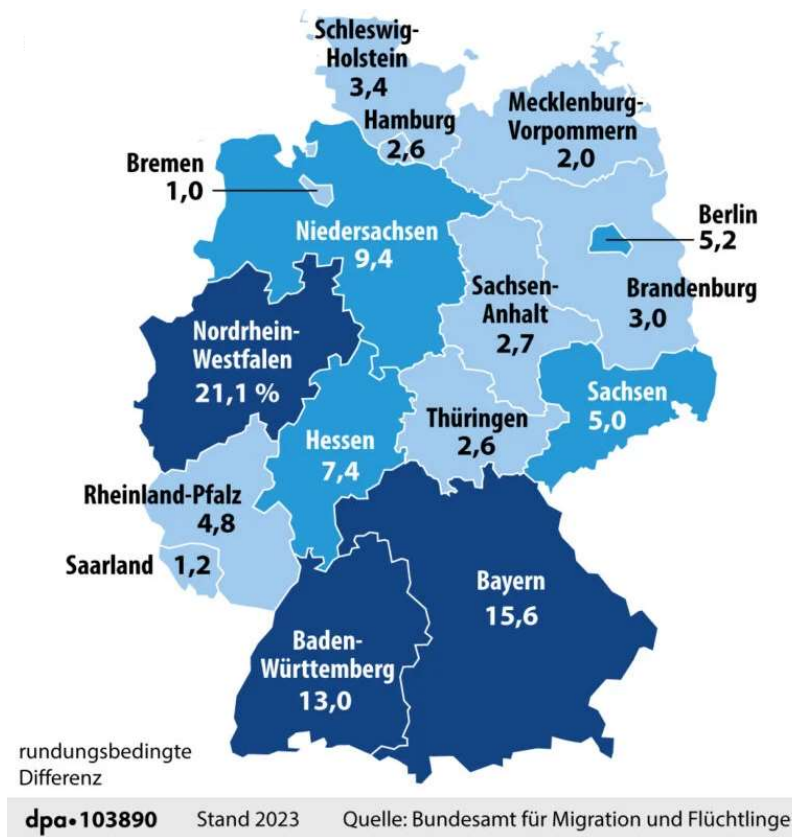 Schleswig-
Holstein
3,4
Hamburg
2,6
Mecklenburg-
Vorpommern
2,0
Bremen
1,0
Niedersachsen
9,4
Berlin
5,2
Brandenburg
3,0
Sachsen-
Anhalt
2,7
Nordrhein-
Westfalen
21,1 %
Sachsen
5,0
Hessen
7,4
Thüringen
2,6
Rheinland-Pfalz
4,8
Saarland 1,2
Bayern
15,6
Baden-
Württemberg
13,0
rundungsbedingte
Differenz
dpa•103890 Stand 2023 Quelle: Bundesamt für Migration und Flüchtlinge